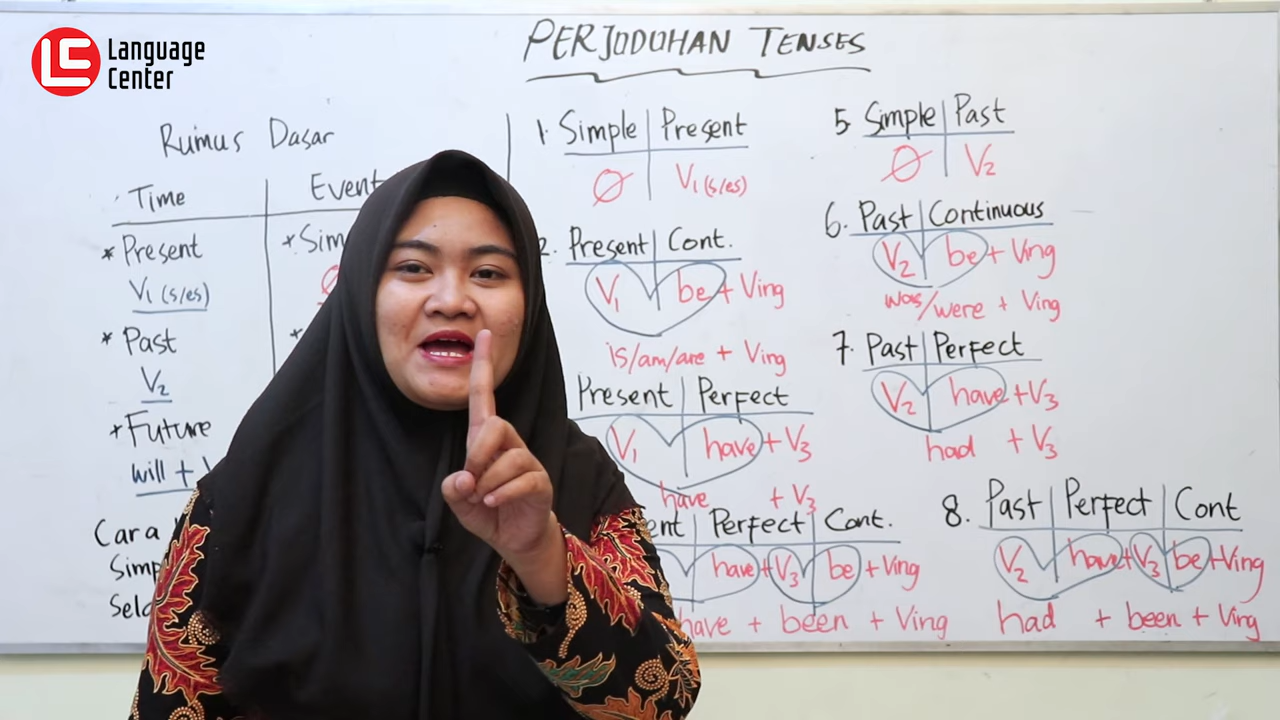 Language
Center
PERJODOHAN TENSES
Rumus Dasar
Time | Event
* Present
V1 (s/es)
* Past
V2
* Future
will +
Cara
1. Simple | Present
Ø | V1 (s/es)
2. Present | Cont.
V1 | be + Ving
is/am/are + Ving
Present | Perfect
V1 | have + V3
have + V3
Perfect | Cont.
have + V3 | be + Ving
have + been + Ving
5. Simple | Past
Ø | V2
6. Past | Continuous
V2 | be + Ving
was/were + Ving
7. Past | Perfect
V2 | have + V3
had + V3
8. Past | Perfect | Cont
V2 | have + V3 | be + Ving
had + been + Ving